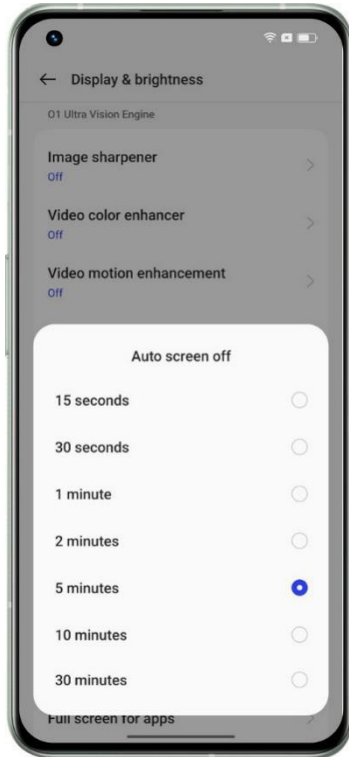 Display & brightness
O1 Ultra Vision Engine
Image sharpener
Off
Video color enhancer
Off
Video motion enhancement
Off
Auto screen off
15 seconds
30 seconds
1 minute
2 minutes
5 minutes
10 minutes
30 minutes
Full screen for apps